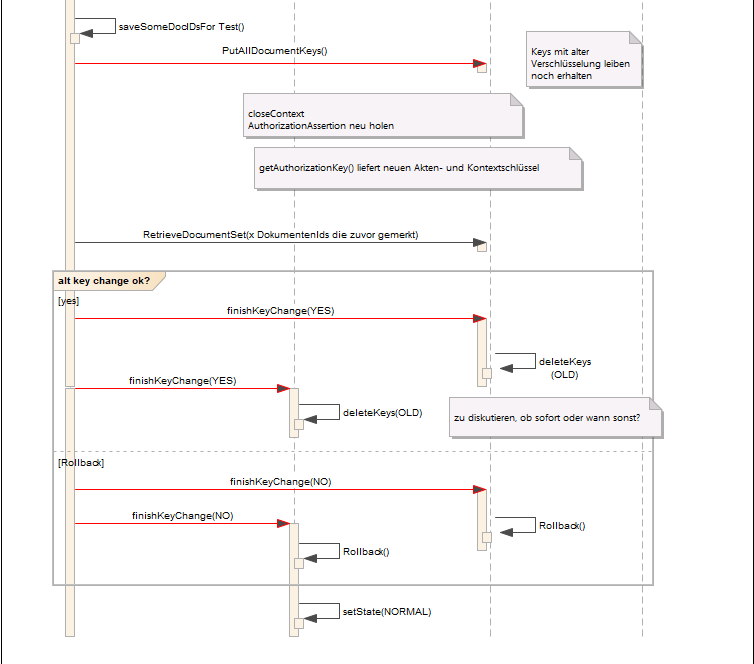 saveSomeDocIDsFor Test()
PutAllDocumentKeys()
Keys mit alter
Verschlüsselung leiben
noch erhalten
closeContext
AuthorizationAssertion neu holen
getAuthorizationKey() liefert neuen Akten- und Kontextschlüssel
RetrieveDocumentSet(x DokumentenIds die zuvor gemerkt)
alt key change ok?
[yes]
finishKeyChange(YES)
deleteKeys
(OLD)
finishKeyChange(YES)
deleteKeys(OLD)
zu diskutieren, ob sofort oder wann sonst?
[Rollback]
finishKeyChange(NO)
finishKeyChange(NO)
Rollback()
Rollback()
setState(NORMAL)